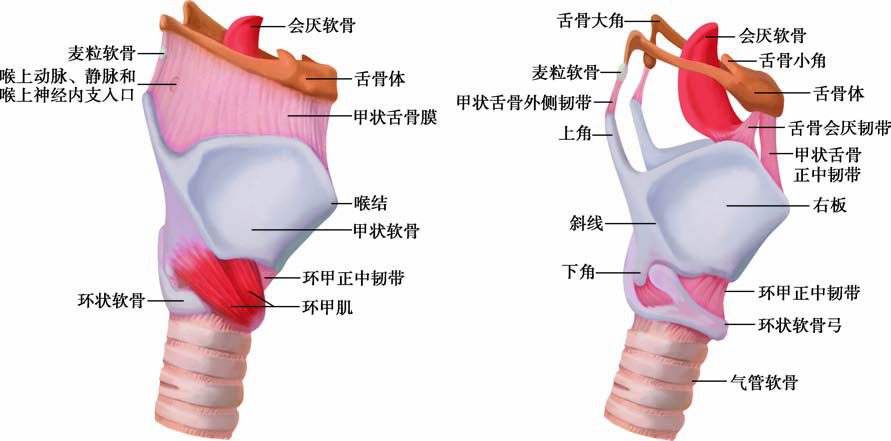 会厌软骨
麦粒软骨
喉上动脉、静脉和
喉上神经内支入口
舌骨体
甲状舌骨膜
喉结
甲状软骨
环甲正中韧带
环状软骨
环甲肌
舌骨大角
会厌软骨
舌骨小角
麦粒软骨
舌骨体
甲状舌骨外侧韧带
舌骨会厌韧带
上角
甲状舌骨
正中韧带
右板
斜线
下角
环甲正中韧带
环状软骨弓
气管软骨